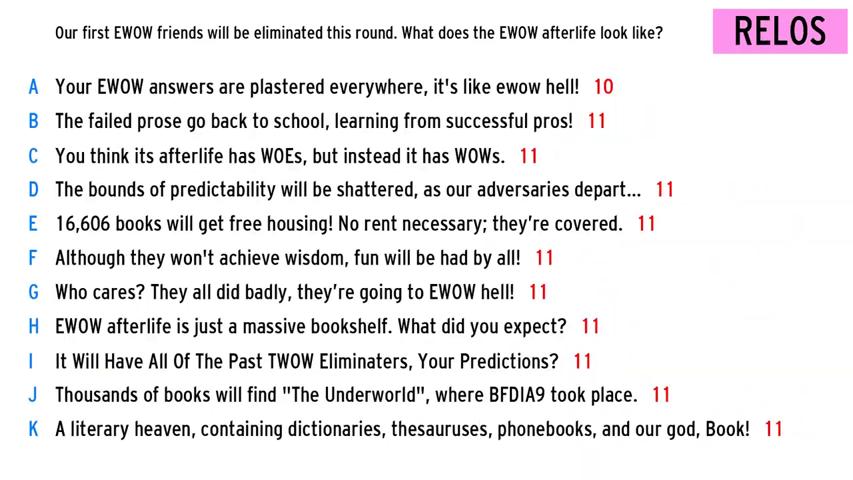 Our first EWOW friends will be eliminated this round. What does the EWOW afterlife look like?
RELOS
A Your EWOW answers are plastered everywhere, it's like ewow hell! 10
B The failed prose go back to school, learning from successful pros! 11
C You think its afterlife has WOEs, but instead it has WOWs. 11
D The bounds of predictability will be shattered, as our adversaries depart... 11
E 16,606 books will get free housing! No rent necessary; they're covered. 11
F Although they won't achieve wisdom, fun will be had by all! 11
G Who cares? They all did badly, they're going to EWOW hell! 11
H EWOW afterlife is just a massive bookshelf. What did you expect? 11
I It Will Have All Of The Past TWOW Eliminaters, Your Predictions? 11
J Thousands of books will find "The Underworld", where BFDIA9 took place. 11
K A literary heaven, containing dictionaries, thesauruses, phonebooks, and our god, Book! 11